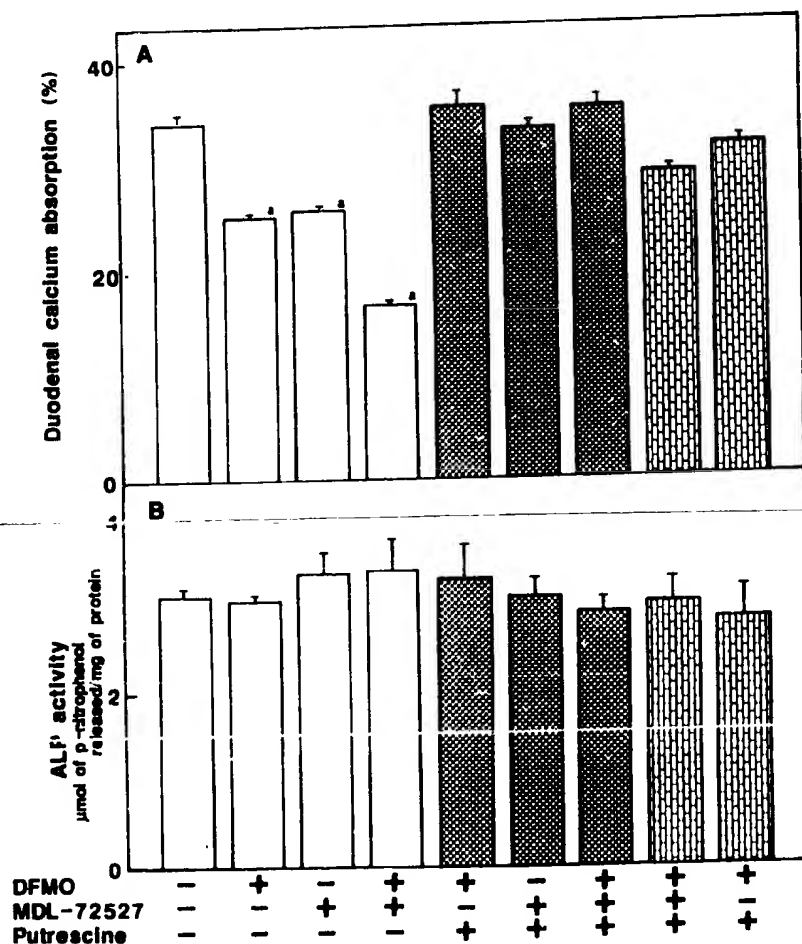 A
Duodenal calcium absorption (%)
40
20
0
a
a
a
B
ALP activity
µmol of p-nitrophenol
released/mg of protein
2
0
DFMO − + − + + − + + +
MDL-72527 − − + + − + + + −
Putrescine − − − − + + + + +